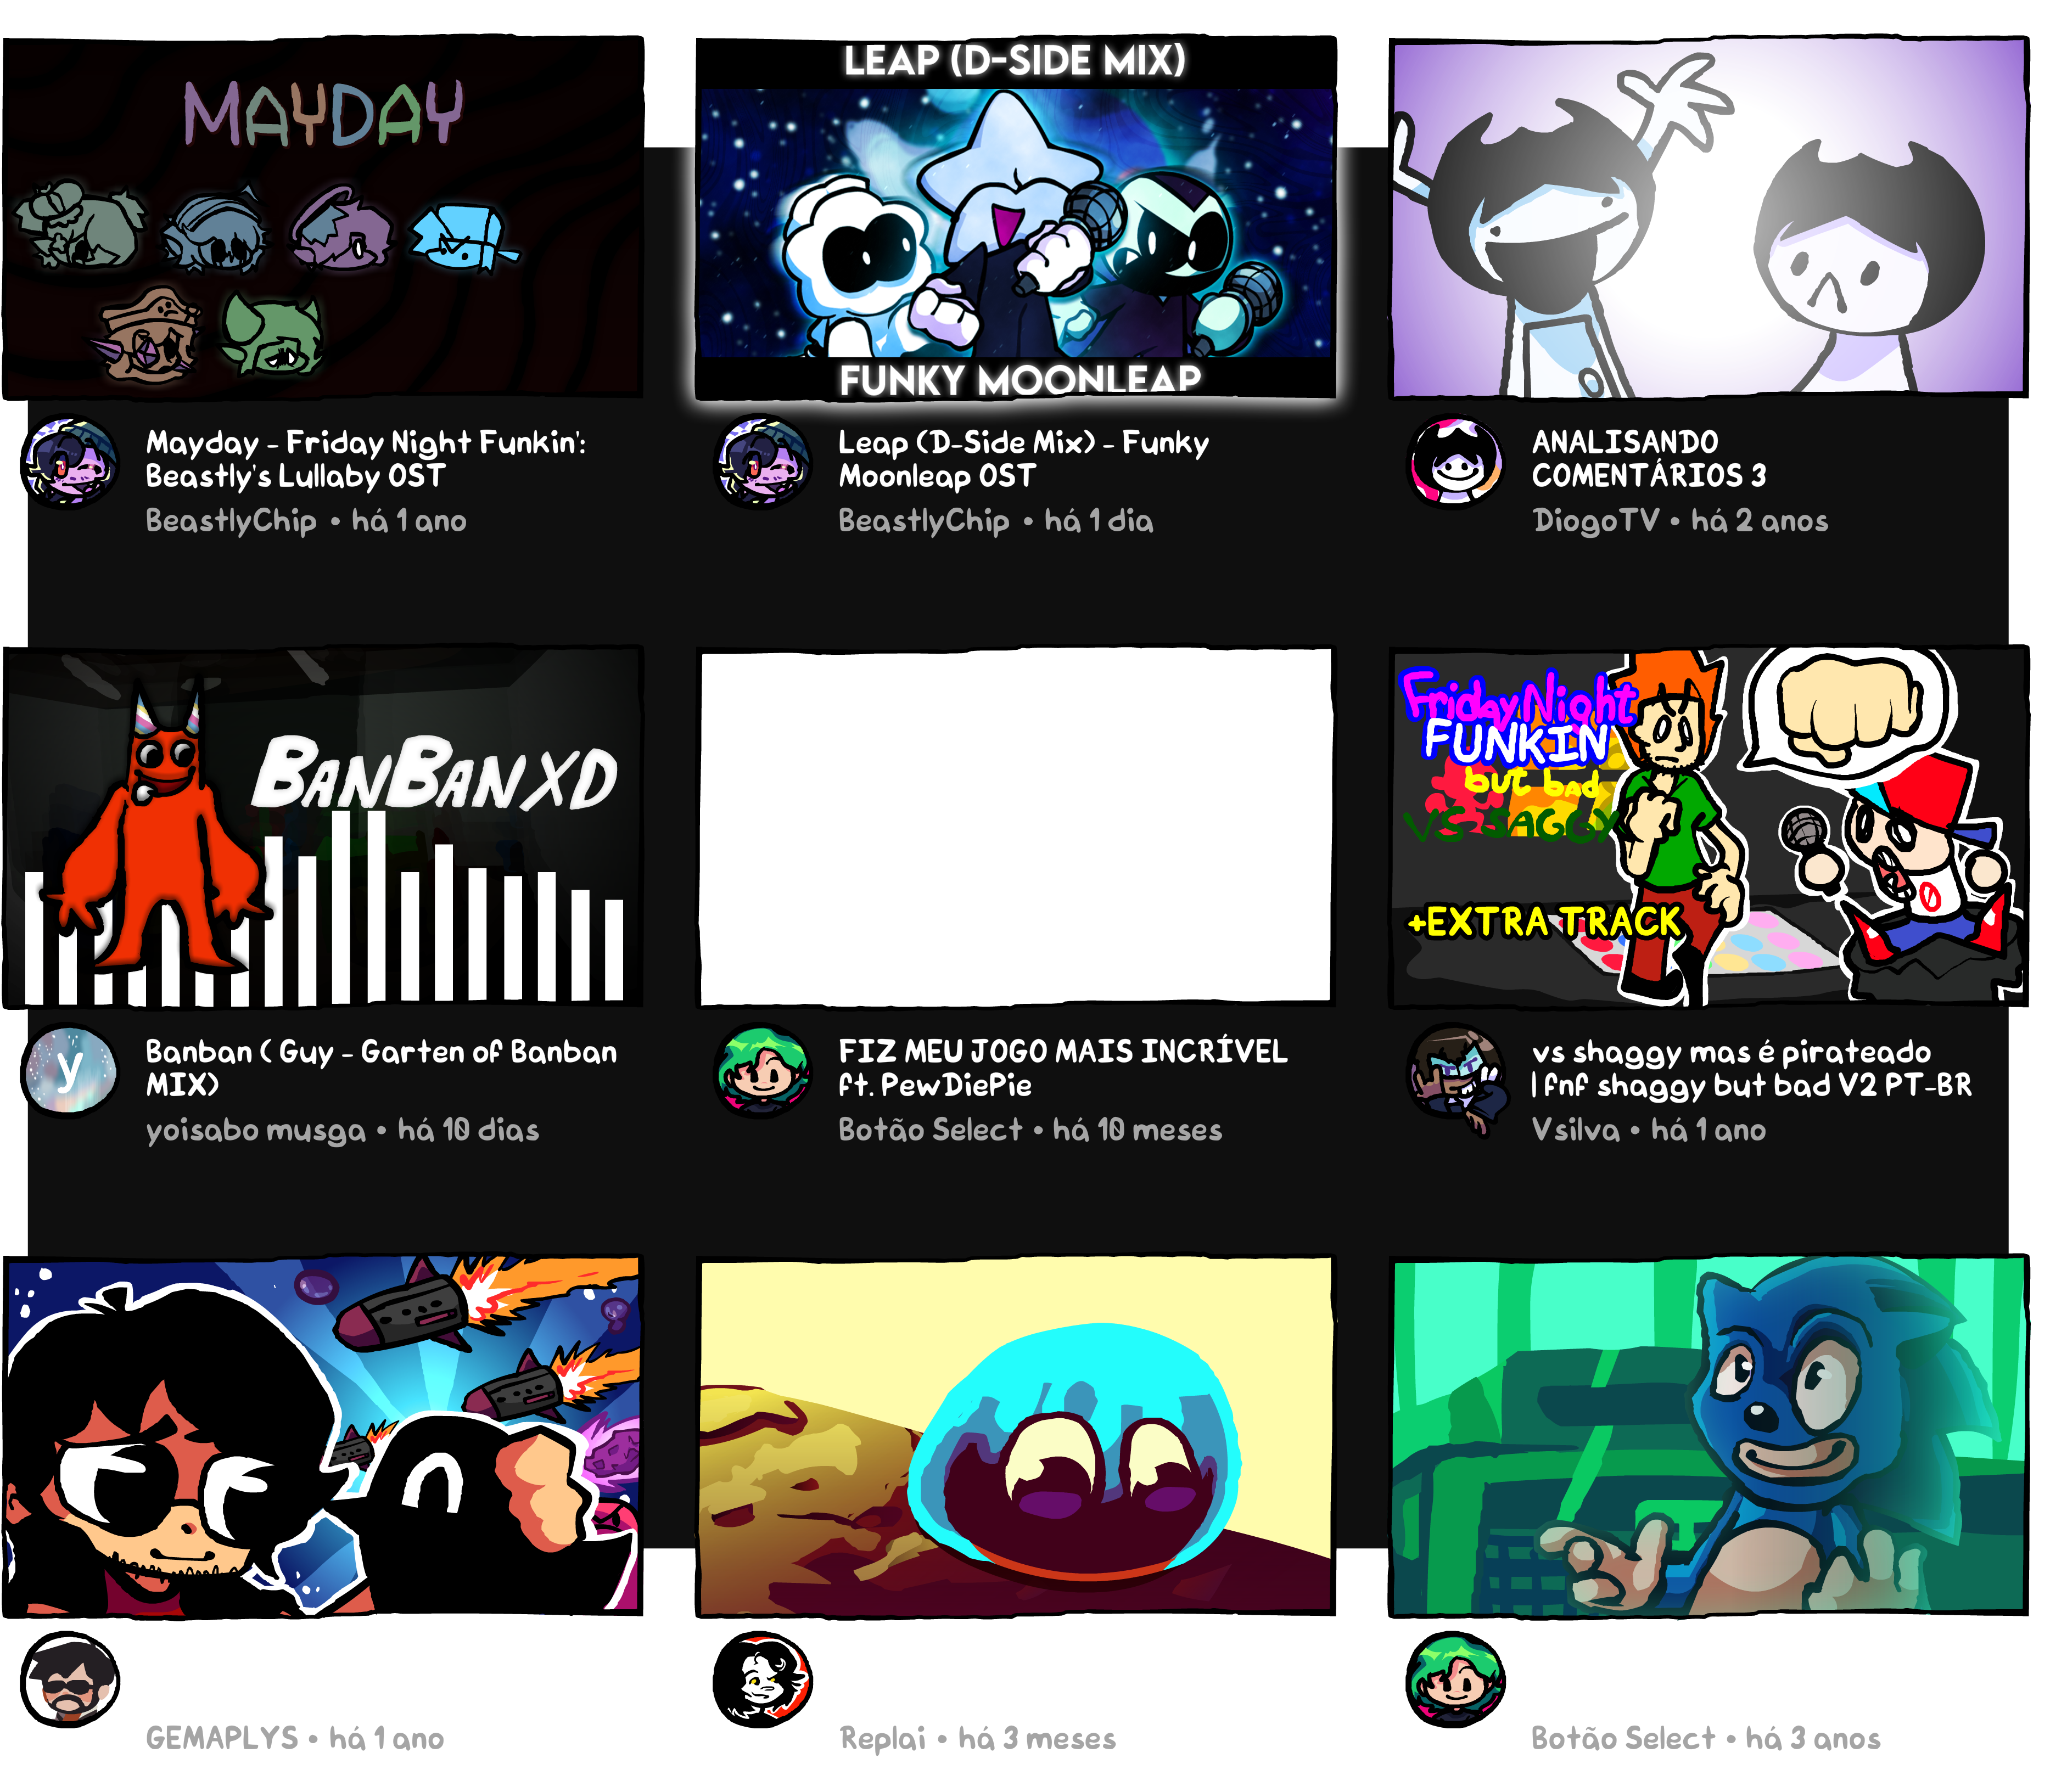 MAYDAY
Mayday - Friday Night Funkin':
Beastly's Lullaby OST
BeastlyChip • há 1 ano
LEAP (D-SIDE MIX)
FUNKY MOONLEAP
Leap (D-Side Mix) - Funky
Moonleap OST
BeastlyChip • há 1 dia
ANALISANDO
COMENTÁRIOS 3
DiogoTV • há 2 anos
BANBAN XD
y
Banban ( Guy - Garten of Banban
MIX)
yoisabo musga • há 10 dias
FIZ MEU JOGO MAIS INCRÍVEL
ft. PewDiePie
Botão Select • há 10 meses
Friday Night
FUNKIN
but bad
VS SAGGY
+EXTRA TRACK
vs shaggy mas é pirateado
| fnf shaggy but bad V2 PT-BR
Vsilva • há 1 ano
GEMAPLYS • há 1 ano
Replai • há 3 meses
Botão Select • há 3 anos